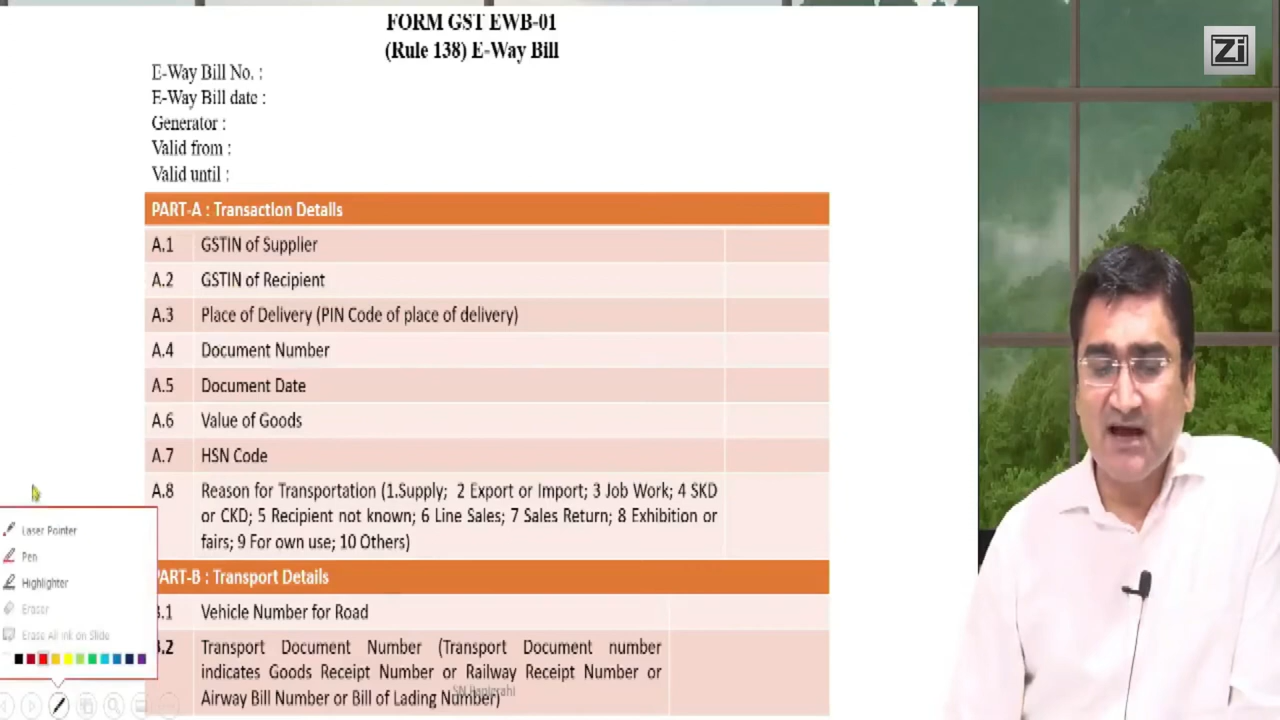 FORM GST EWB-01
(Rule 138) E-Way Bill
Zi
E-Way Bill No. :
E-Way Bill date :
Generator :
Valid from :
Valid until :
PART-A : Transaction Details
A.1 GSTIN of Supplier
A.2 GSTIN of Recipient
A.3 Place of Delivery (PIN Code of place of delivery)
A.4 Document Number
A.5 Document Date
A.6 Value of Goods
A.7 HSN Code
A.8 Reason for Transportation (1.Supply; 2 Export or Import; 3 Job Work; 4 SKD
or CKD; 5 Recipient not known; 6 Line Sales; 7 Sales Return; 8 Exhibition or
fairs; 9 For own use; 10 Others)
PART-B : Transport Details
B.1 Vehicle Number for Road
B.2 Transport Document Number (Transport Document number
indicates Goods Receipt Number or Railway Receipt Number or
Airway Bill Number or Bill of Lading Number)
SN Panigrahi
Laser Pointer
Pen
Highlighter
Eraser
Erase All Ink on Slide